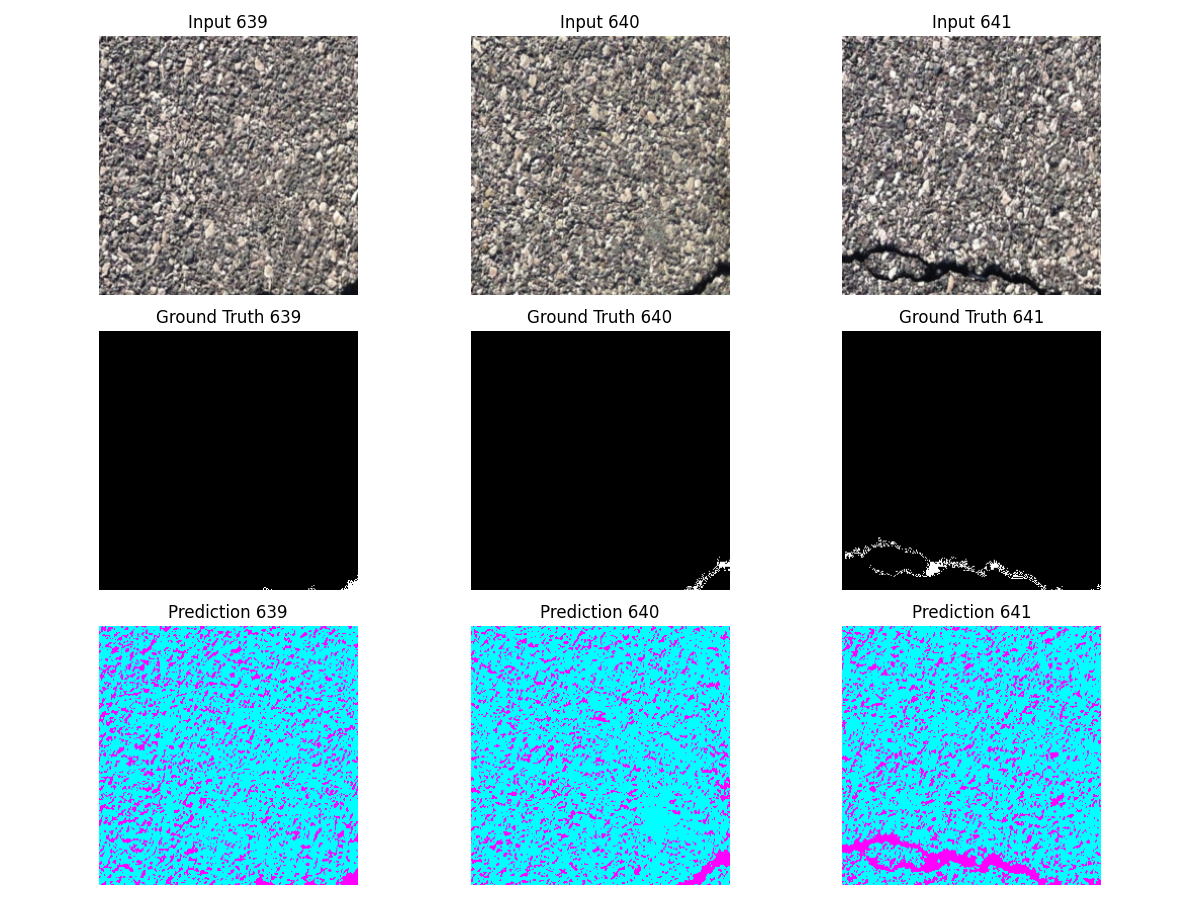 Input 639
Input 640
Input 641
Ground Truth 639
Ground Truth 640
Ground Truth 641
Prediction 639
Prediction 640
Prediction 641